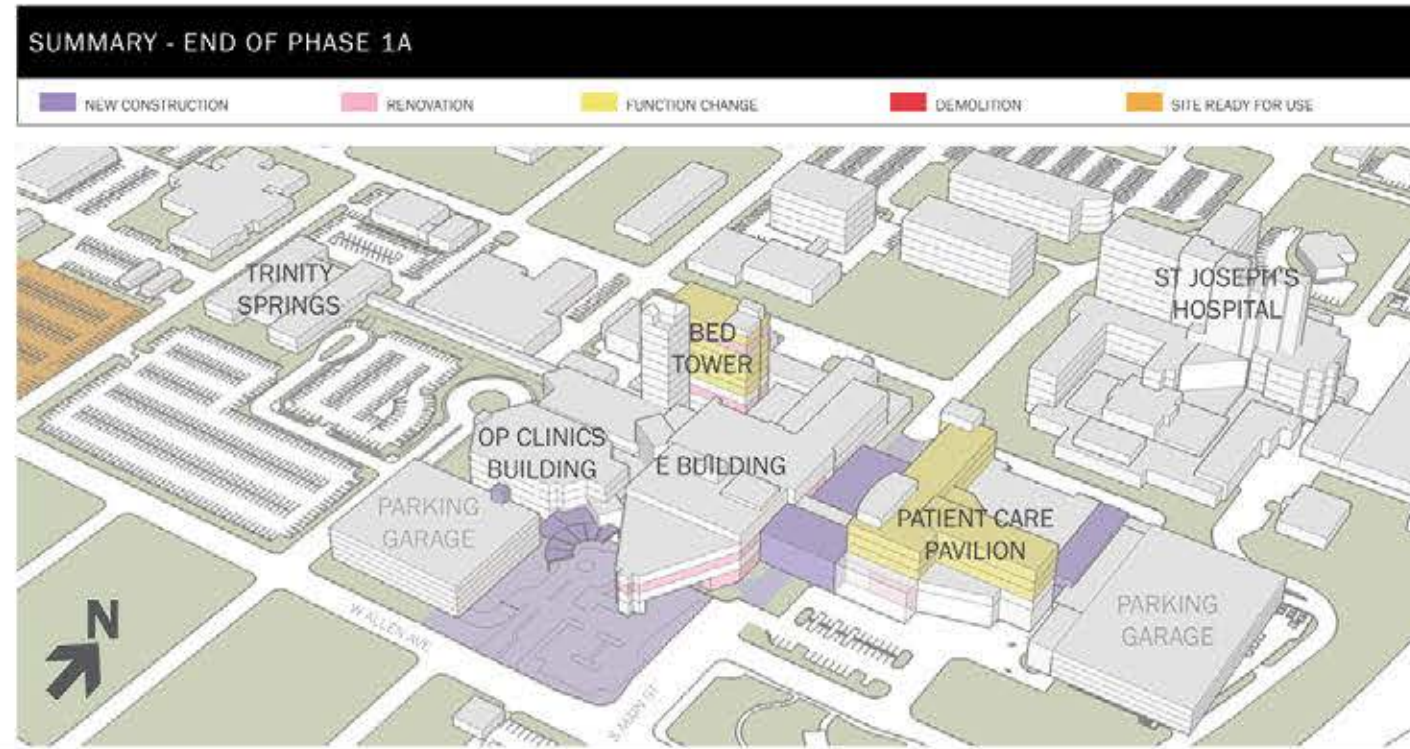 SUMMARY - END OF PHASE 1A
NEW CONSTRUCTION
RENOVATION
FUNCTION CHANGE
DEMOLITION
SITE READY FOR USE
TRINITY
SPRINGS
ST JOSEPH'S
HOSPITAL
BED
TOWER
OP CLINICS
BUILDING
E BUILDING
PARKING
GARAGE
PATIENT CARE
PAVILION
PARKING
GARAGE
N
W ALLEN AVE
S MAIN ST